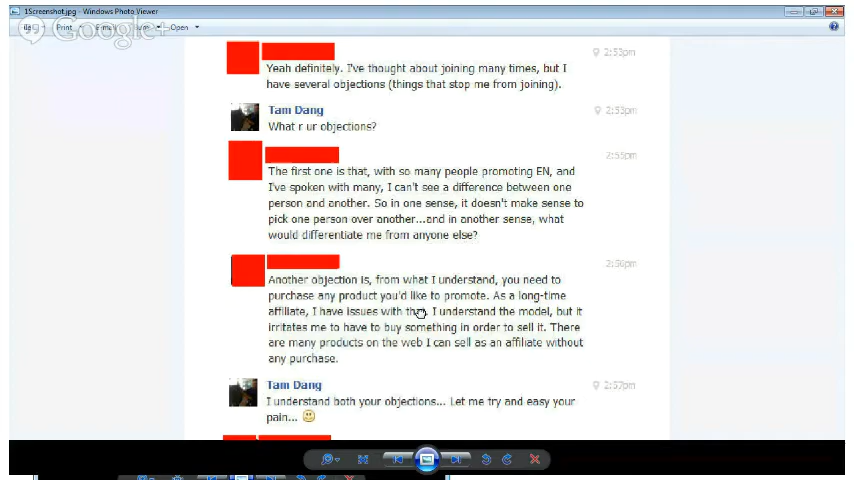 1Screenshot.jpg - Windows Photo Viewer
Print
Open
Google+
2:53pm
Yeah definitely. I've thought about joining many times, but I
have several objections (things that stop me from joining).
Tam Dang
2:53pm
What r ur objections?
2:55pm
The first one is that, with so many people promoting EN, and
I've spoken with many, I can't see a difference between one
person and another. So in one sense, it doesn't make sense to
pick one person over another...and in another sense, what
would differentiate me from anyone else?
2:56pm
Another objection is, from what I understand, you need to
purchase any product you'd like to promote. As a long-time
affiliate, I have issues with that. I understand the model, but it
irritates me to have to buy something in order to sell it. There
are many products on the web I can sell as an affiliate without
any purchase.
Tam Dang
2:57pm
I understand both your objections... Let me try and easy your
pain...